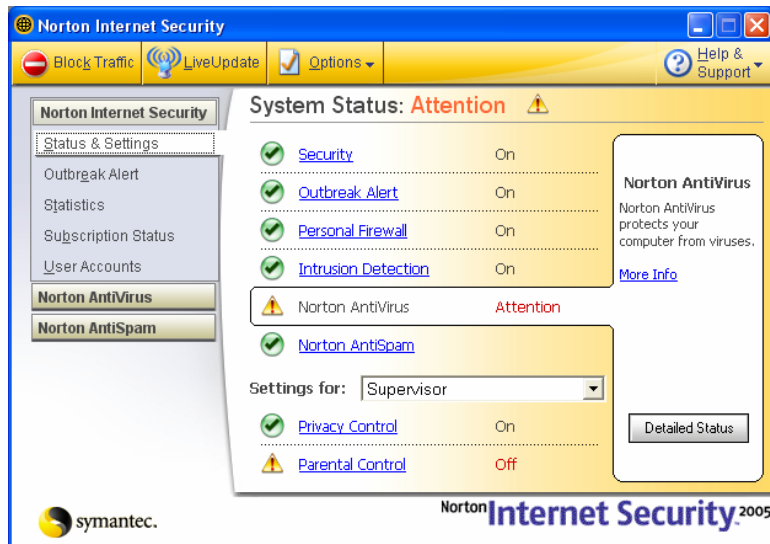 Norton Internet Security
Block Traffic
LiveUpdate
Options
Help & Support
Norton Internet Security
Status & Settings
Outbreak Alert
Statistics
Subscription Status
User Accounts
Norton AntiVirus
Norton AntiSpam
System Status: Attention
Security On
Outbreak Alert On
Personal Firewall On
Intrusion Detection On
Norton AntiVirus Attention
Norton AntiSpam
Settings for: Supervisor
Privacy Control On
Parental Control Off
Norton AntiVirus
Norton AntiVirus
protects your
computer from viruses.
More Info
Detailed Status
symantec.
Norton Internet Security 2005